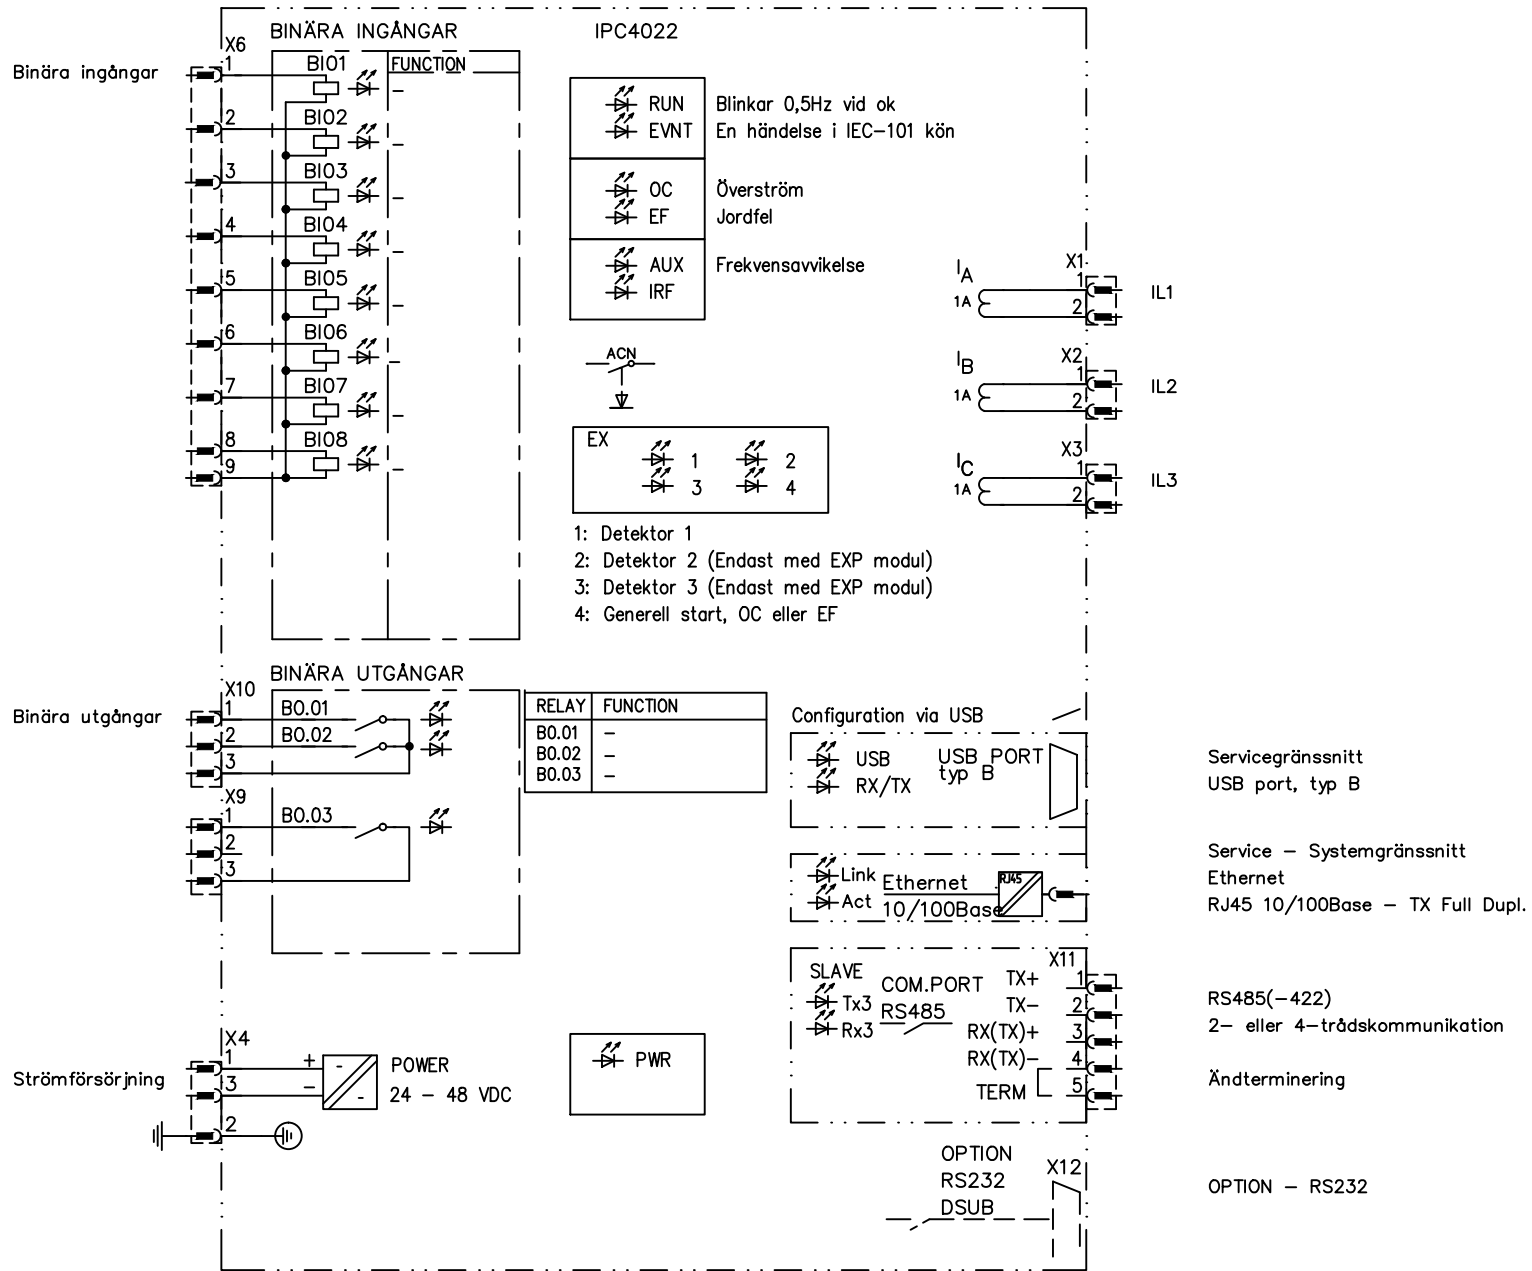 BINÄRA INGÅNGAR
IPC4022
Binära ingångar
X6
FUNCTION
1 BI01 –
2 BI02 –
3 BI03 –
4 BI04 –
5 BI05 –
6 BI06 –
7 BI07 –
8 BI08 –
9
RUN Blinkar 0,5Hz vid ok
EVNT En händelse i IEC-101 kön
OC Överström
EF Jordfel
AUX Frekvensavvikelse
IRF
ACN
EX
1 2
3 4
1: Detektor 1
2: Detektor 2 (Endast med EXP modul)
3: Detektor 3 (Endast med EXP modul)
4: Generell start, OC eller EF
IA X1
1A 1 IL1
2
IB X2
1A 1 IL2
2
IC X3
1A 1 IL3
2
BINÄRA UTGÅNGAR
Binära utgångar
X10
1 BO.01
2 BO.02
3
X9
1 BO.03
2
3
RELAY FUNCTION
BO.01 –
BO.02 –
BO.03 –
Configuration via USB
USB USB PORT
RX/TX typ B
Servicegränssnitt
USB port, typ B
Link Ethernet RJ45
Act 10/100Base
Service – Systemgränssnitt
Ethernet
RJ45 10/100Base – TX Full Dupl.
SLAVE X11
Tx3 COM.PORT TX+ 1
Rx3 RS485 TX- 2
RX(TX)+ 3
RX(TX)- 4
TERM 5
RS485(-422)
2- eller 4-trådskommunikation
Ändterminering
Strömförsörjning
X4
1 + - POWER
3 – - 24 – 48 VDC
2
PWR
OPTION
RS232
DSUB
X12
OPTION – RS232